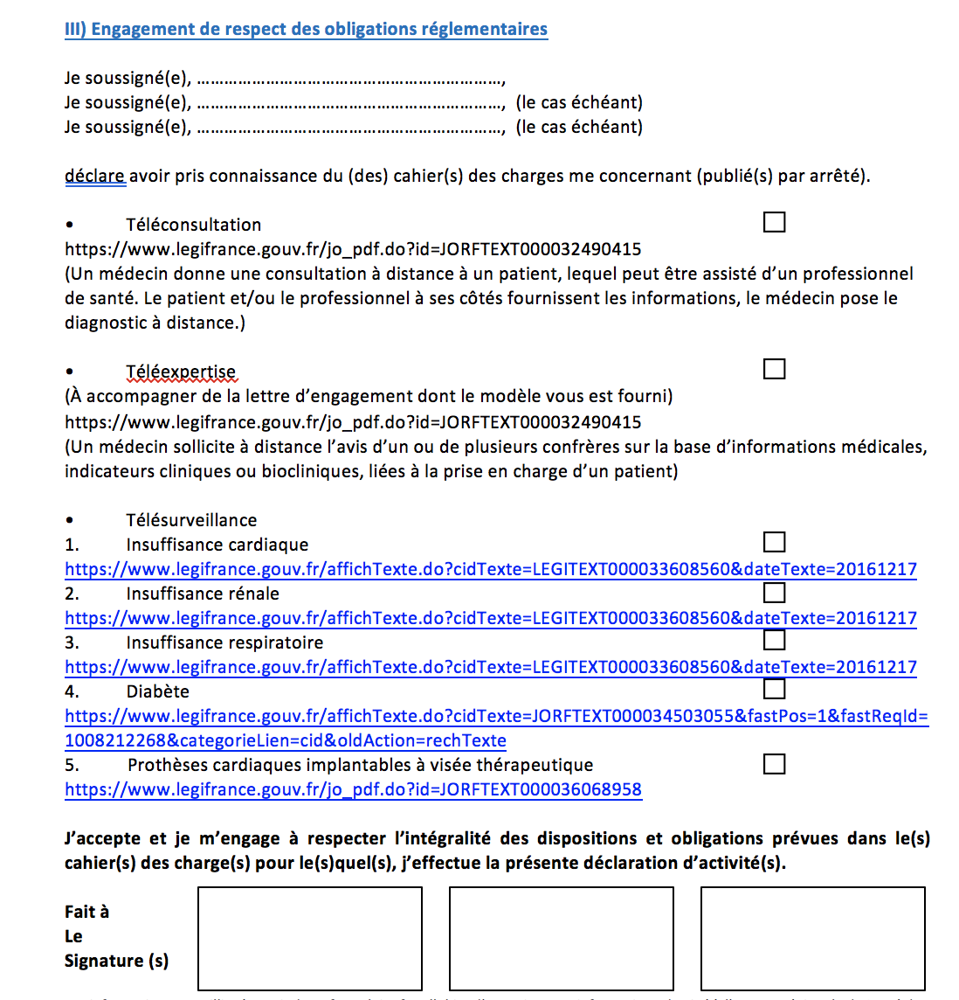 III) Engagement de respect des obligations réglementaires
Je soussigné(e), ……………………………………………………………,
Je soussigné(e), ……………………………………………………………, (le cas échéant)
Je soussigné(e), ……………………………………………………………, (le cas échéant)
déclare avoir pris connaissance du (des) cahier(s) des charges me concernant (publié(s) par arrêté).
• Téléconsultation
https://www.legifrance.gouv.fr/jo_pdf.do?id=JORFTEXT000032490415
(Un médecin donne une consultation à distance à un patient, lequel peut être assisté d’un professionnel
de santé. Le patient et/ou le professionnel à ses côtés fournissent les informations, le médecin pose le
diagnostic à distance.)
• Téléexpertise
(À accompagner de la lettre d’engagement dont le modèle vous est fourni)
https://www.legifrance.gouv.fr/jo_pdf.do?id=JORFTEXT000032490415
(Un médecin sollicite à distance l’avis d’un ou de plusieurs confrères sur la base d’informations médicales,
indicateurs cliniques ou biocliniques, liées à la prise en charge d’un patient)
• Télésurveillance
1. Insuffisance cardiaque
https://www.legifrance.gouv.fr/affichTexte.do?cidTexte=LEGITEXT000033608560&dateTexte=20161217
2. Insuffisance rénale
https://www.legifrance.gouv.fr/affichTexte.do?cidTexte=LEGITEXT000033608560&dateTexte=20161217
3. Insuffisance respiratoire
https://www.legifrance.gouv.fr/affichTexte.do?cidTexte=LEGITEXT000033608560&dateTexte=20161217
4. Diabète
https://www.legifrance.gouv.fr/affichTexte.do?cidTexte=JORFTEXT000034503055&fastPos=1&fastReqId=
1008212268&categorieLien=cid&oldAction=rechTexte
5. Prothèses cardiaques implantables à visée thérapeutique
https://www.legifrance.gouv.fr/jo_pdf.do?id=JORFTEXT000036068958
J’accepte et je m’engage à respecter l’intégralité des dispositions et obligations prévues dans le(s)
cahier(s) des charge(s) pour le(s)quel(s), j’effectue la présente déclaration d’activité(s).
Fait à
Le
Signature (s)